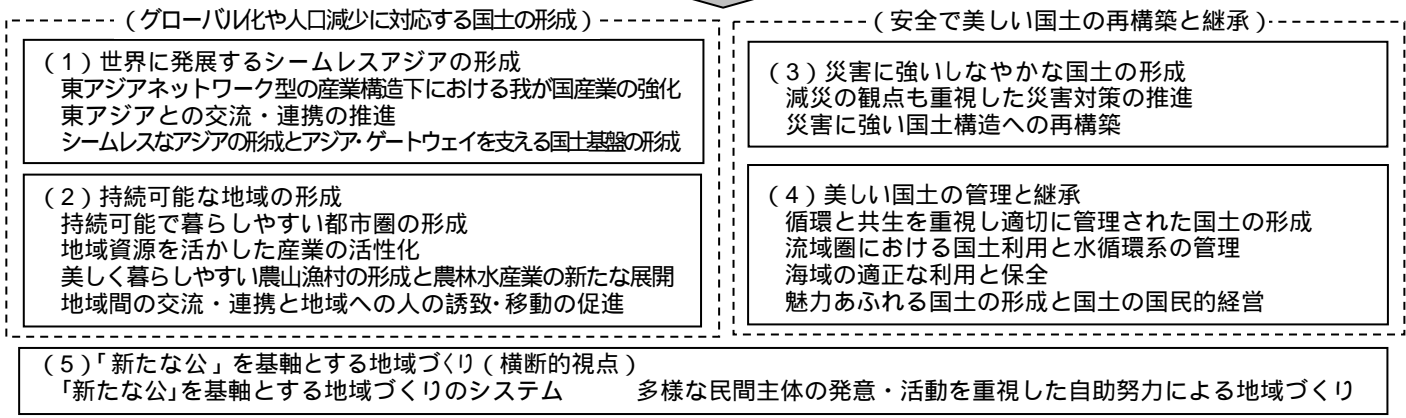 (グローバル化や人口減少に対応する国土の形成)
(1)世界に発展するシームレスアジアの形成
東アジアネットワーク型の産業構造下における我が国産業の強化
東アジアとの交流・連携の推進
シームレスなアジアの形成とアジア・ゲートウェイを支える国土基盤の形成
(2)持続可能な地域の形成
持続可能で暮らしやすい都市圏の形成
地域資源を活かした産業の活性化
美しく暮らしやすい農山漁村の形成と農林水産業の新たな展開
地域間の交流・連携と地域への人の誘致・移動の促進
(安全で美しい国土の再構築と継承)
(3)災害に強いしなやかな国土の形成
減災の観点も重視した災害対策の推進
災害に強い国土構造への再構築
(4)美しい国土の管理と継承
循環と共生を重視し適切に管理された国土の形成
流域圏における国土利用と水循環系の管理
海域の適正な利用と保全
魅力あふれる国土の形成と国土の国民的経営
(5)「新たな公」を基軸とする地域づくり(横断的視点)
「新たな公」を基軸とする地域づくりのシステム 多様な民間主体の発意・活動を重視した自助努力による地域づくり